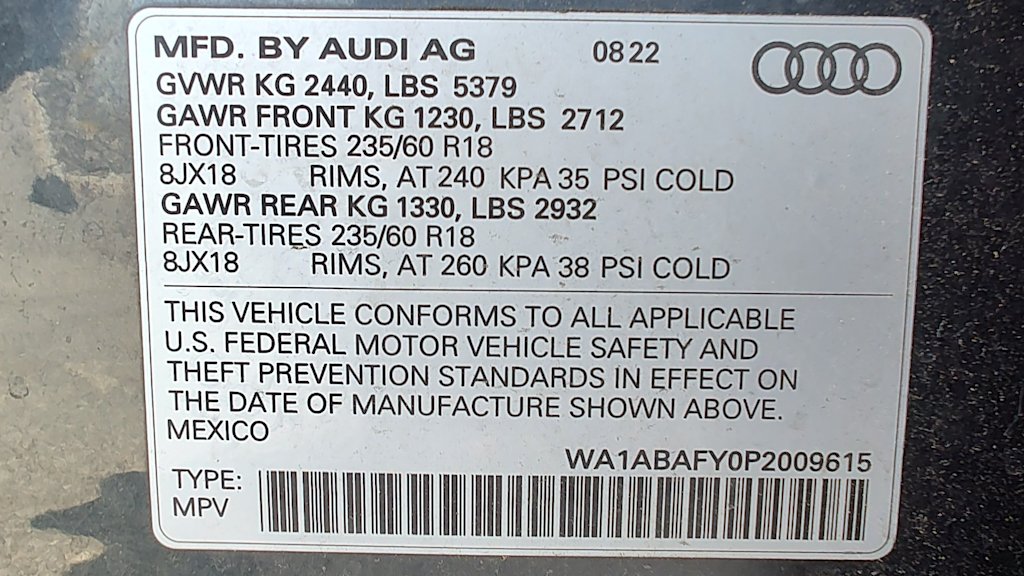 MFD. BY AUDI AG 0822
GVWR KG 2440, LBS 5379
GAWR FRONT KG 1230, LBS 2712
FRONT-TIRES 235/60 R18
8JX18 RIMS, AT 240 KPA 35 PSI COLD
GAWR REAR KG 1330, LBS 2932
REAR-TIRES 235/60 R18
8JX18 RIMS, AT 260 KPA 38 PSI COLD
THIS VEHICLE CONFORMS TO ALL APPLICABLE
U.S. FEDERAL MOTOR VEHICLE SAFETY AND
THEFT PREVENTION STANDARDS IN EFFECT ON
THE DATE OF MANUFACTURE SHOWN ABOVE.
MEXICO
WA1ABAFY0P2009615
TYPE:
MPV